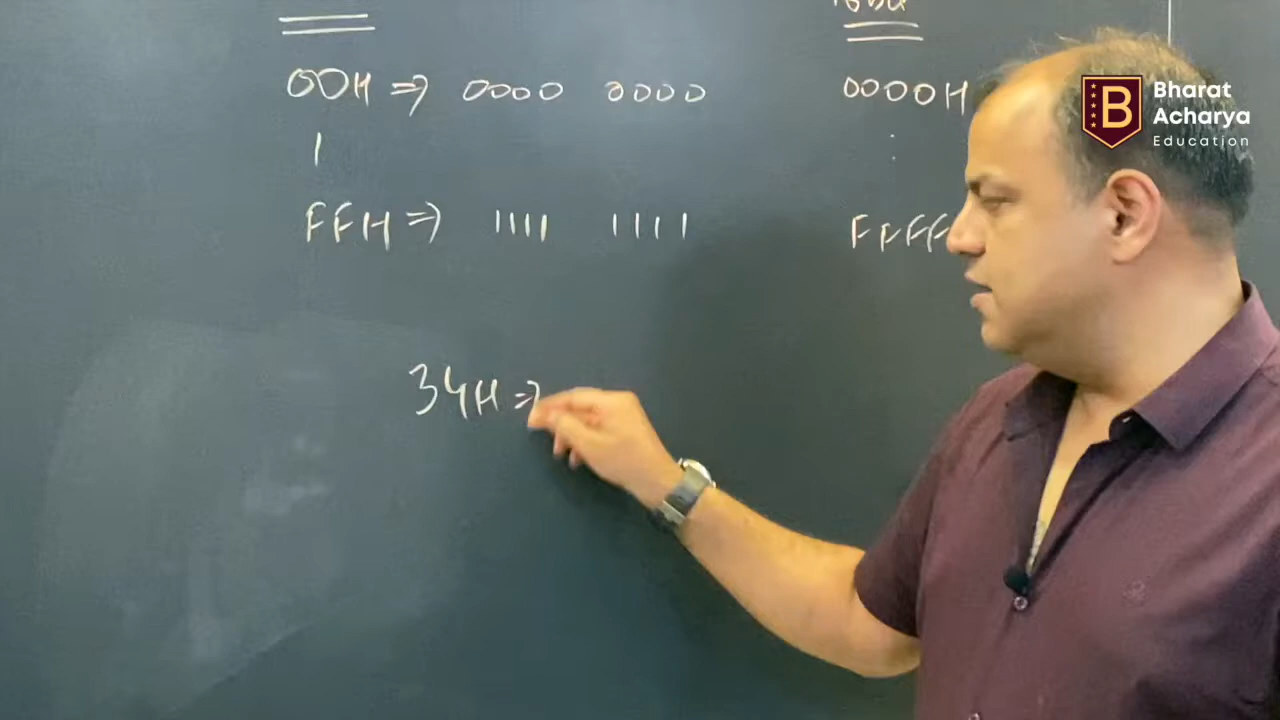 00H => 0000 0000 0000H
|
FFH => 1111 1111 FFFF
34H =>
Bharat
Acharya
Education
B